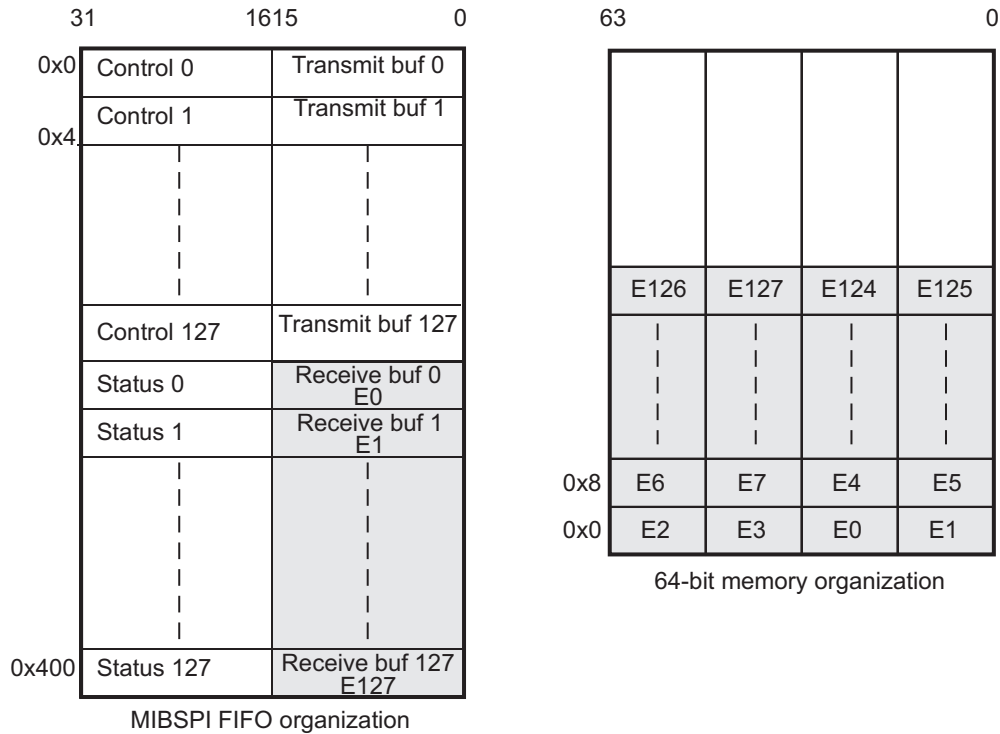 31 1615 0
0x0 Control 0 Transmit buf 0
Control 1 Transmit buf 1
0x4
Control 127 Transmit buf 127
Status 0 Receive buf 0
E0
Status 1 Receive buf 1
E1
0x400 Status 127 Receive buf 127
E127
MIBSPI FIFO organization
63 0
E126 E127 E124 E125
0x8 E6 E7 E4 E5
0x0 E2 E3 E0 E1
64-bit memory organization